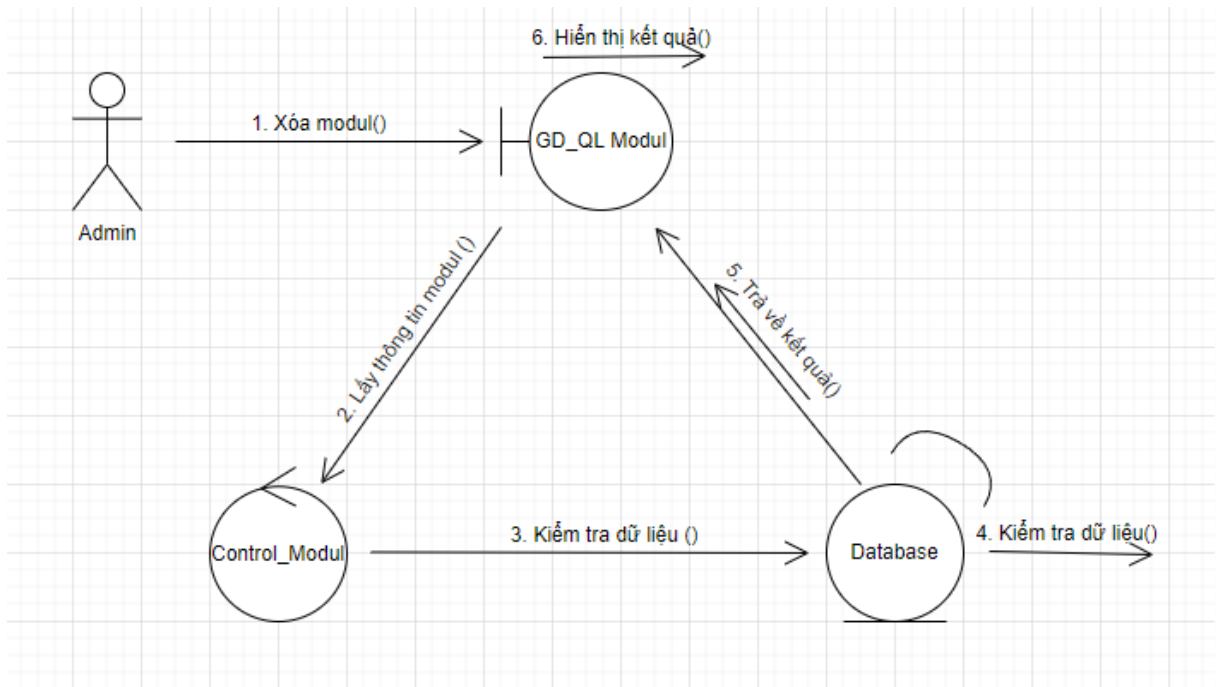 6. Hiển thị kết quả()
1. Xóa modul()
GD_QL Modul
Admin
2. Lấy thông tin modul ()
5. Trả về kết quả()
3. Kiểm tra dữ liệu ()
4. Kiểm tra dữ liệu()
Control_Modul
Database